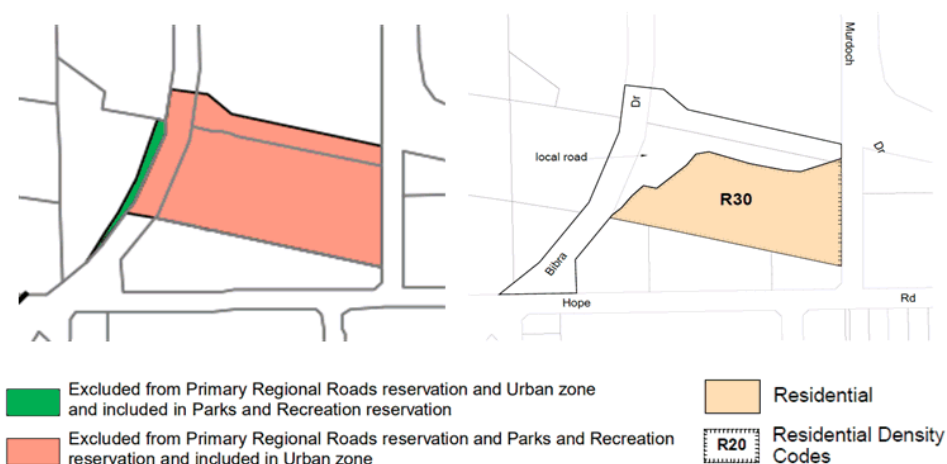 Murdoch
Dr
Dr
local road
R30
Bibra
Hope
Rd
Excluded from Primary Regional Roads reservation and Urban zone
and included in Parks and Recreation reservation
Excluded from Primary Regional Roads reservation and Parks and Recreation
reservation and included in Urban zone
Residential
R20
Residential Density
Codes